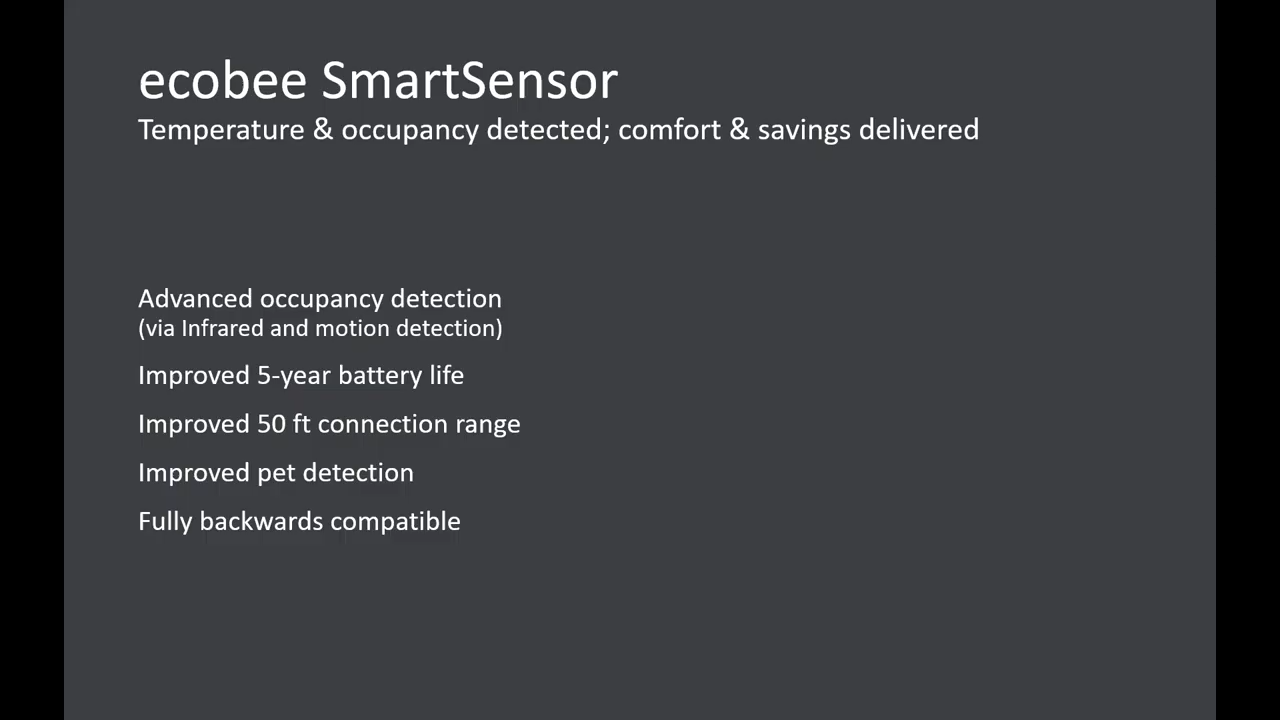 ecobee SmartSensor
Temperature & occupancy detected; comfort & savings delivered
Advanced occupancy detection
(via Infrared and motion detection)
Improved 5-year battery life
Improved 50 ft connection range
Improved pet detection
Fully backwards compatible